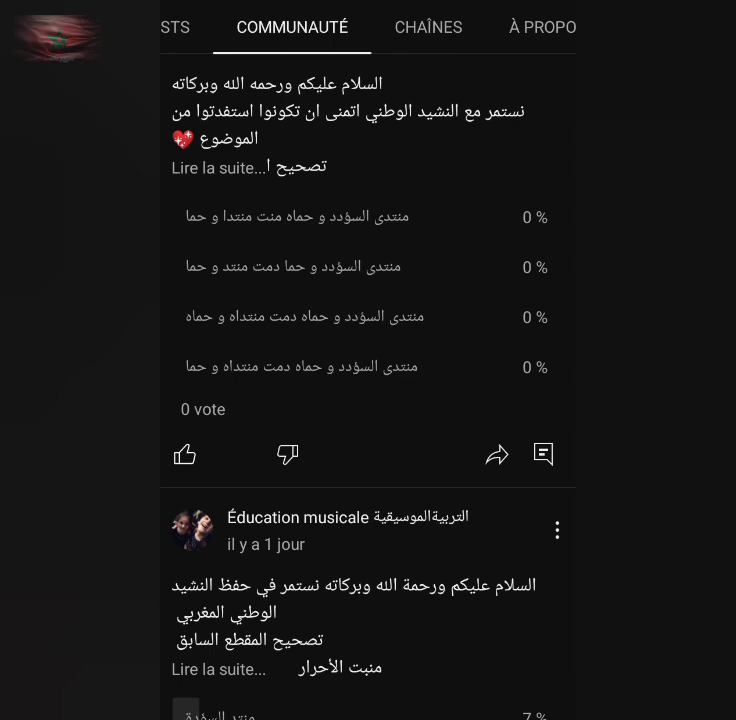 STS COMMUNAUTÉ CHAÎNES À PROPO
السلام عليكم ورحمه الله وبركاته
نستمر مع النشيد الوطني اتمنى ان تكونوا استفدتوا من
الموضوع 💖
تصحيح ا...Lire la suite
منتدى السؤدد و حماه منت منتدا و حما 0 %
منتدى السؤدد و حما دمت منتد و حما 0 %
منتدى السؤدد و حماه دمت منتداه و حماه 0 %
منتدى السؤدد و حماه دمت منتداه و حما 0 %
0 vote
Éducation musicale التربيةالموسيقية
il y a 1 jour
السلام عليكم ورحمة الله وبركاته نستمر في حفظ النشيد
الوطني المغربي
تصحيح المقطع السابق
منبت الأحرار Lire la suite...
7 %